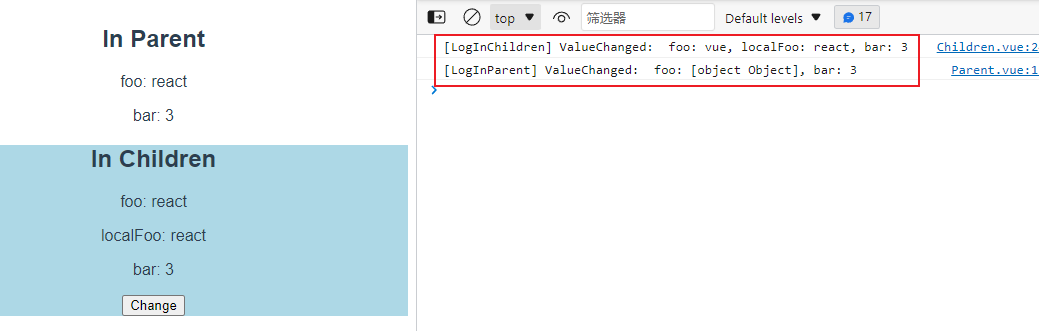 In Parent
foo: react
bar: 3
In Children
foo: react
localFoo: react
bar: 3
Change
top ▼ 筛选器 Default levels ▼ 17
[LogInChildren] ValueChanged: foo: vue, localFoo: react, bar: 3 Children.vue:2
[LogInParent] ValueChanged: foo: [object Object], bar: 3 Parent.vue:1